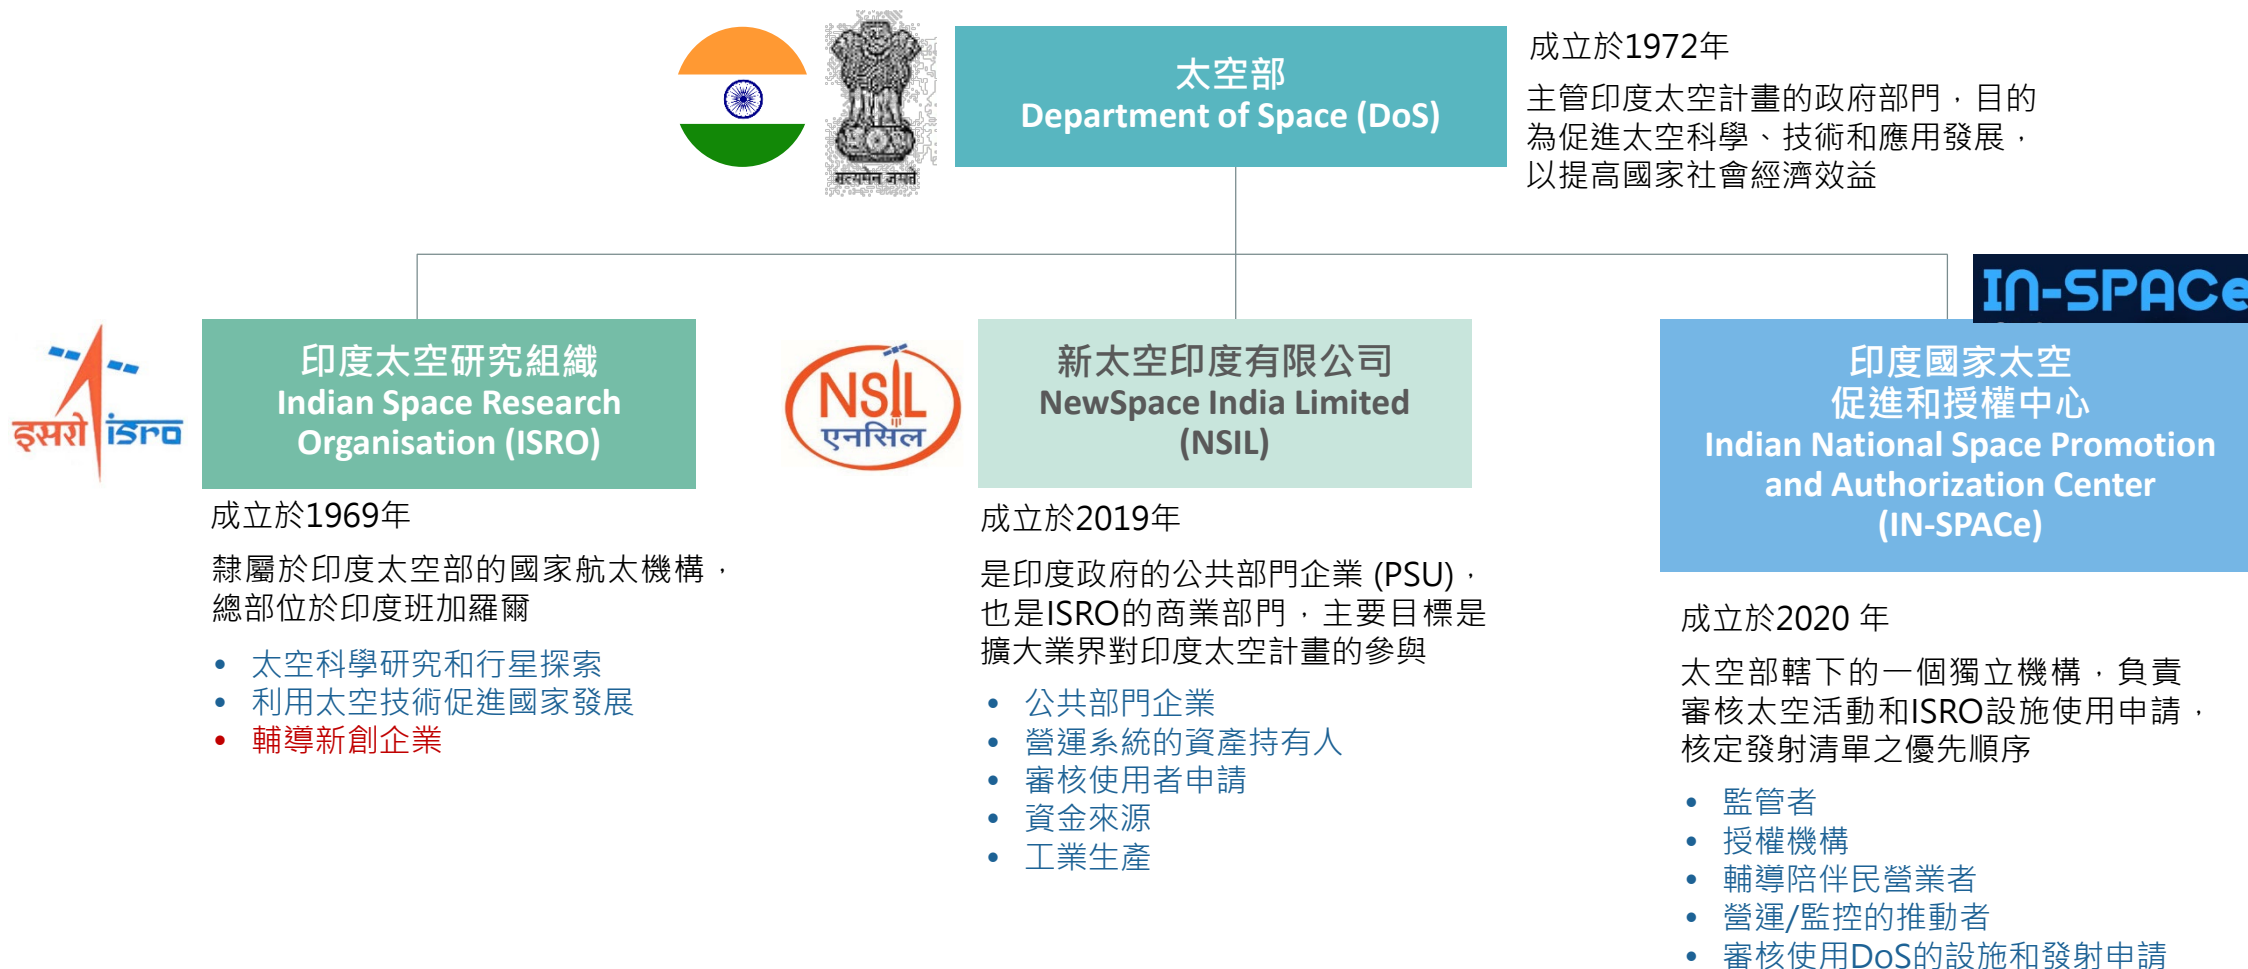 太空部
Department of Space (DoS)
成立於1972年
主管印度太空計畫的政府部門，目的
為促進太空科學、技術和應用發展，
以提高國家社會經濟效益
सत्यमेव जयते
इसरो isro
印度太空研究組織
Indian Space Research
Organisation (ISRO)
成立於1969年
隸屬於印度太空部的國家航太機構，
總部位於印度班加羅爾
• 太空科學研究和行星探索
• 利用太空技術促進國家發展
• 輔導新創企業
NSIL
एनसिल
新太空印度有限公司
NewSpace India Limited
(NSIL)
成立於2019年
是印度政府的公共部門企業 (PSU)，
也是ISRO的商業部門，主要目標是
擴大業界對印度太空計畫的參與
• 公共部門企業
• 營運系統的資產持有人
• 審核使用者申請
• 資金來源
• 工業生產
IN-SPACe
印度國家太空
促進和授權中心
Indian National Space Promotion
and Authorization Center
(IN-SPACe)
成立於2020 年
太空部轄下的一個獨立機構，負責
審核太空活動和ISRO設施使用申請，
核定發射清單之優先順序
• 監管者
• 授權機構
• 輔導陪伴民營業者
• 營運/監控的推動者
• 審核使用DoS的設施和發射申請